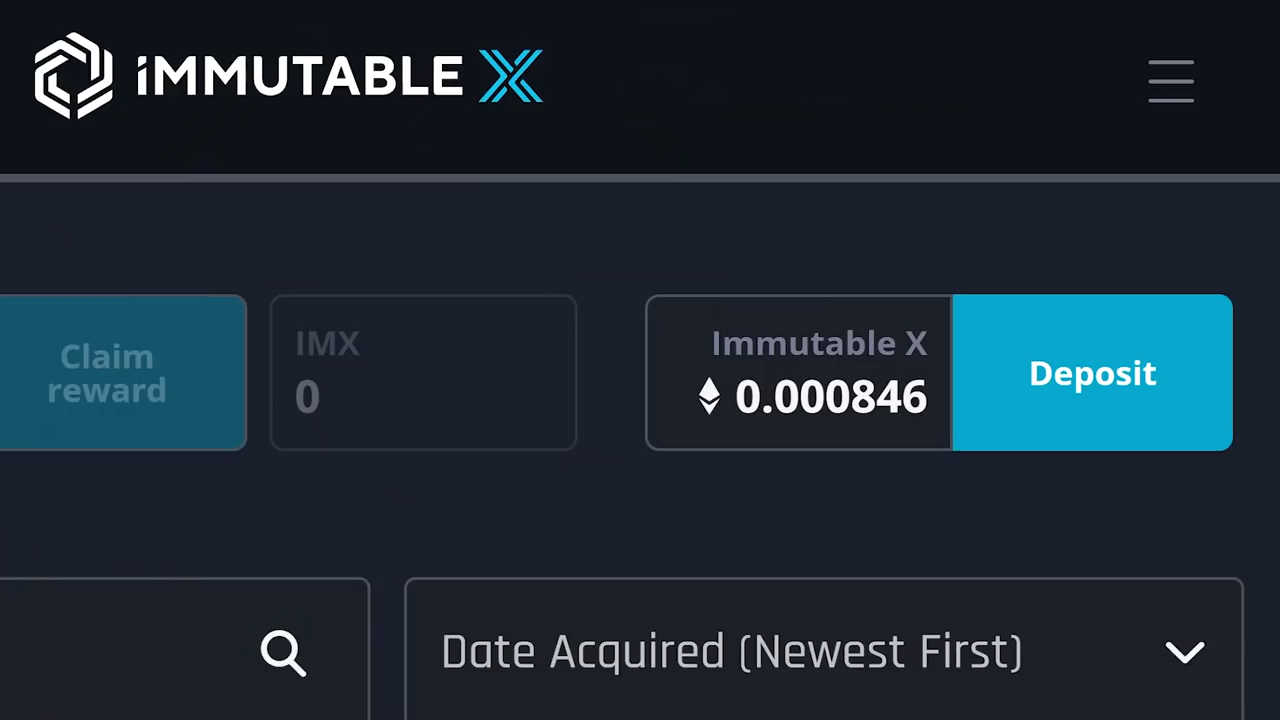 iMMUTABLE X
Claim
reward
IMX
0
Immutable X
0.000846
Deposit
Date Acquired (Newest First)